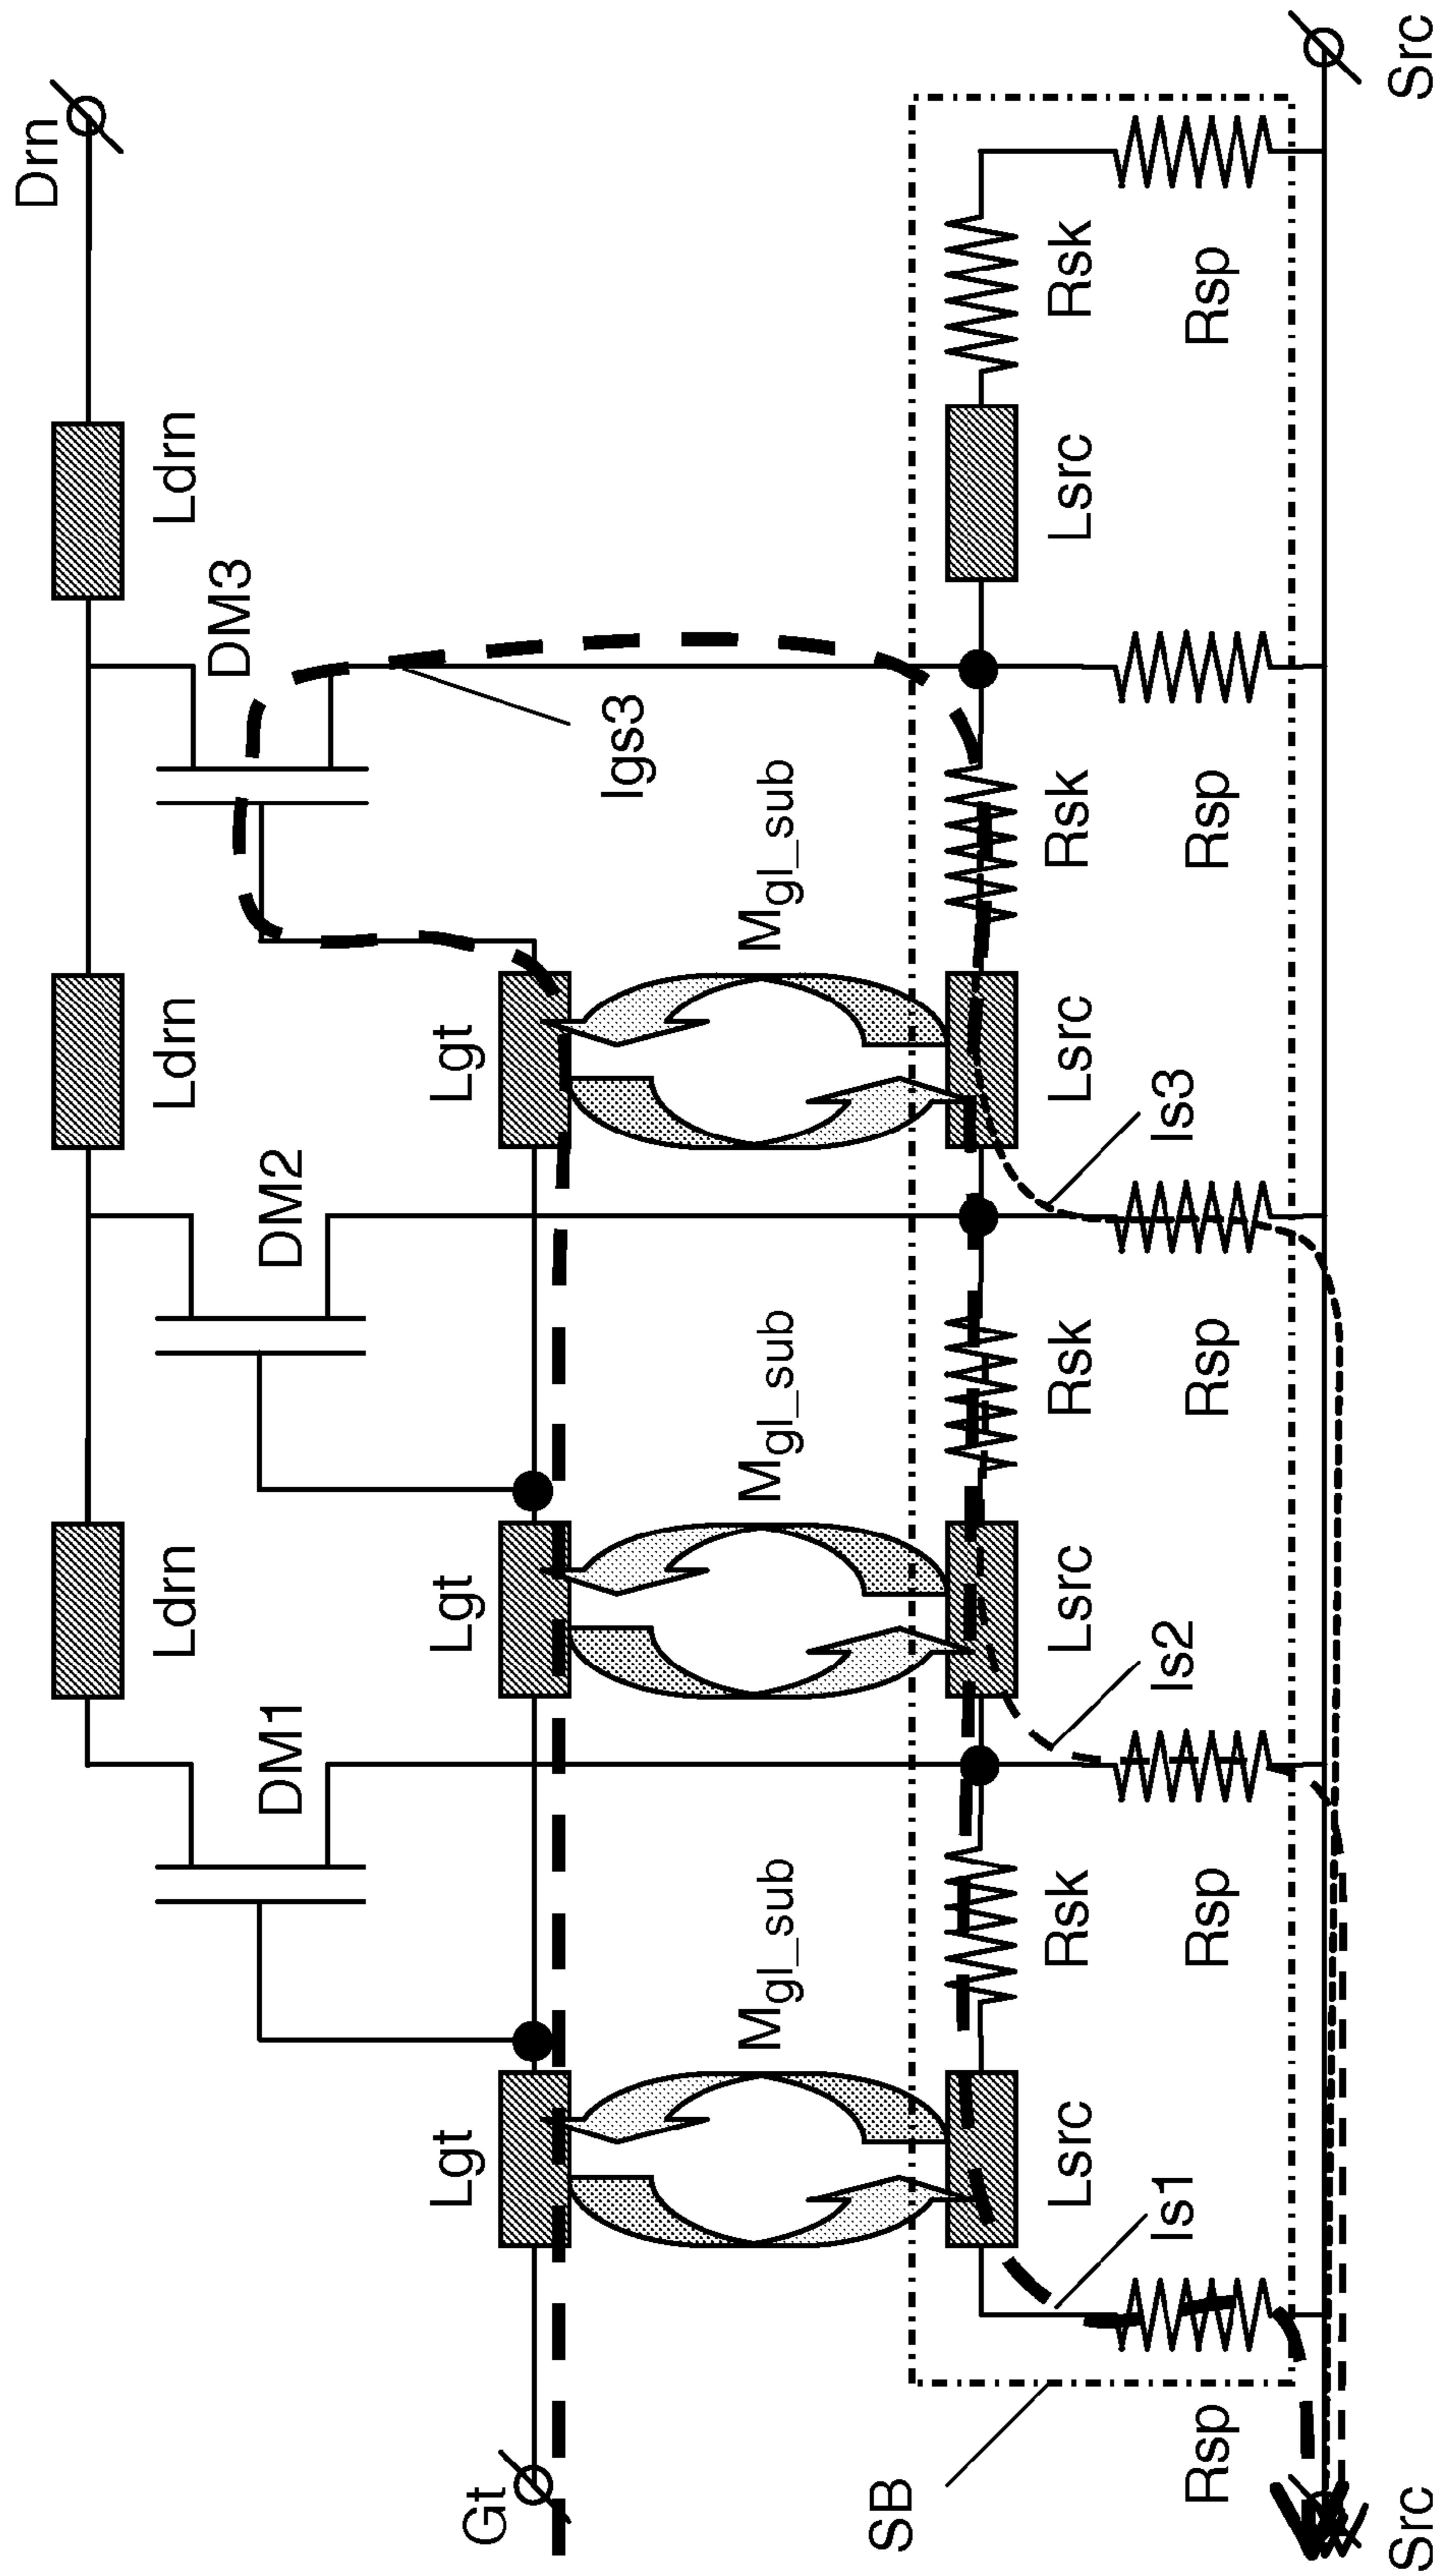 Drn
Ldrn
Ldrn
Ldrn
DM1
DM2
DM3
Igs3
Gt
Lgt
Lgt
Lgt
Mgl_sub
Mgl_sub
Mgl_sub
SB
Lsrc
Rsk
Lsrc
Rsk
Lsrc
Rsk
Lsrc
Rsk
Is1
Is2
Is3
Rsp
Rsp
Rsp
Rsp
Rsp
Src
Src